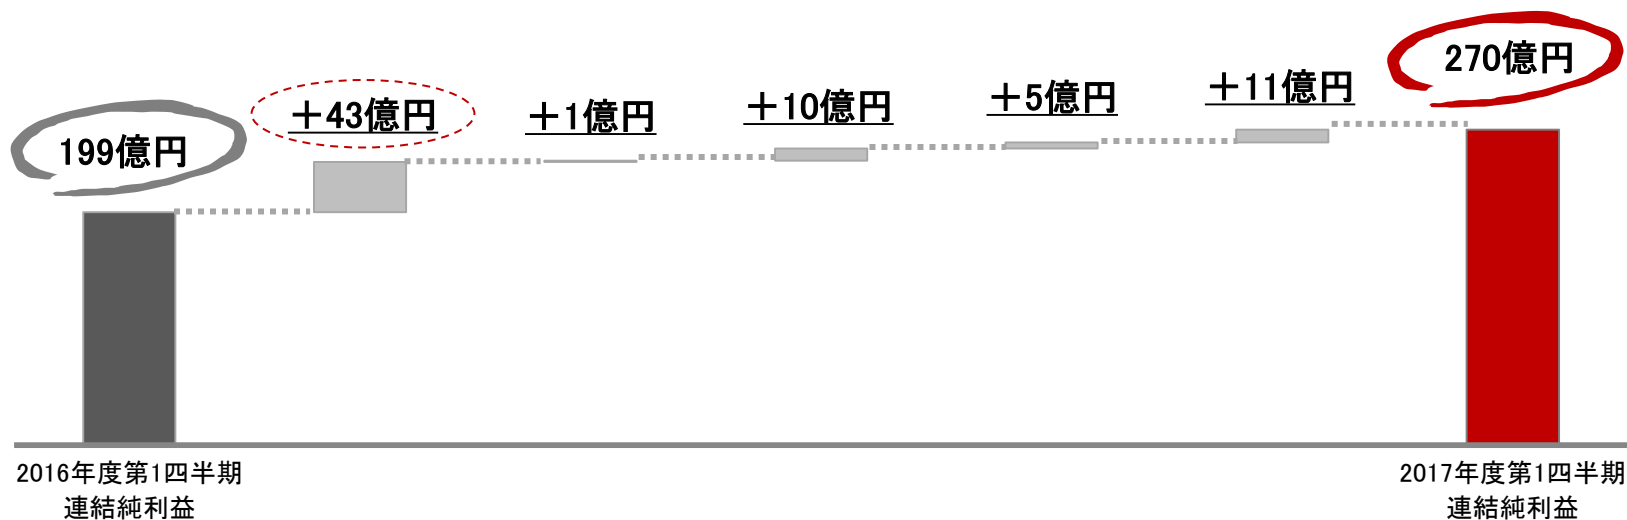 199億円
＋43億円
＋1億円
＋10億円
＋5億円
＋11億円
270億円
2016年度第1四半期
連結純利益
2017年度第1四半期
連結純利益